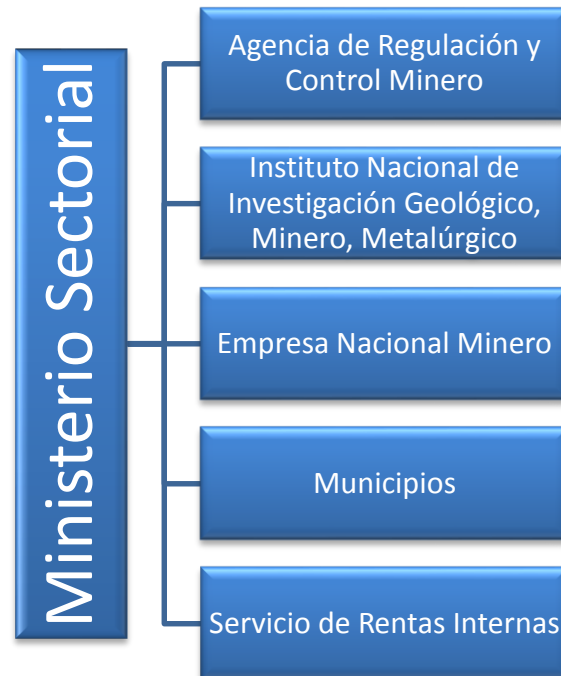 Ministerio Sectorial
Agencia de Regulación y
Control Minero
Instituto Nacional de
Investigación Geológico,
Minero, Metalúrgico
Empresa Nacional Minero
Municipios
Servicio de Rentas Internas